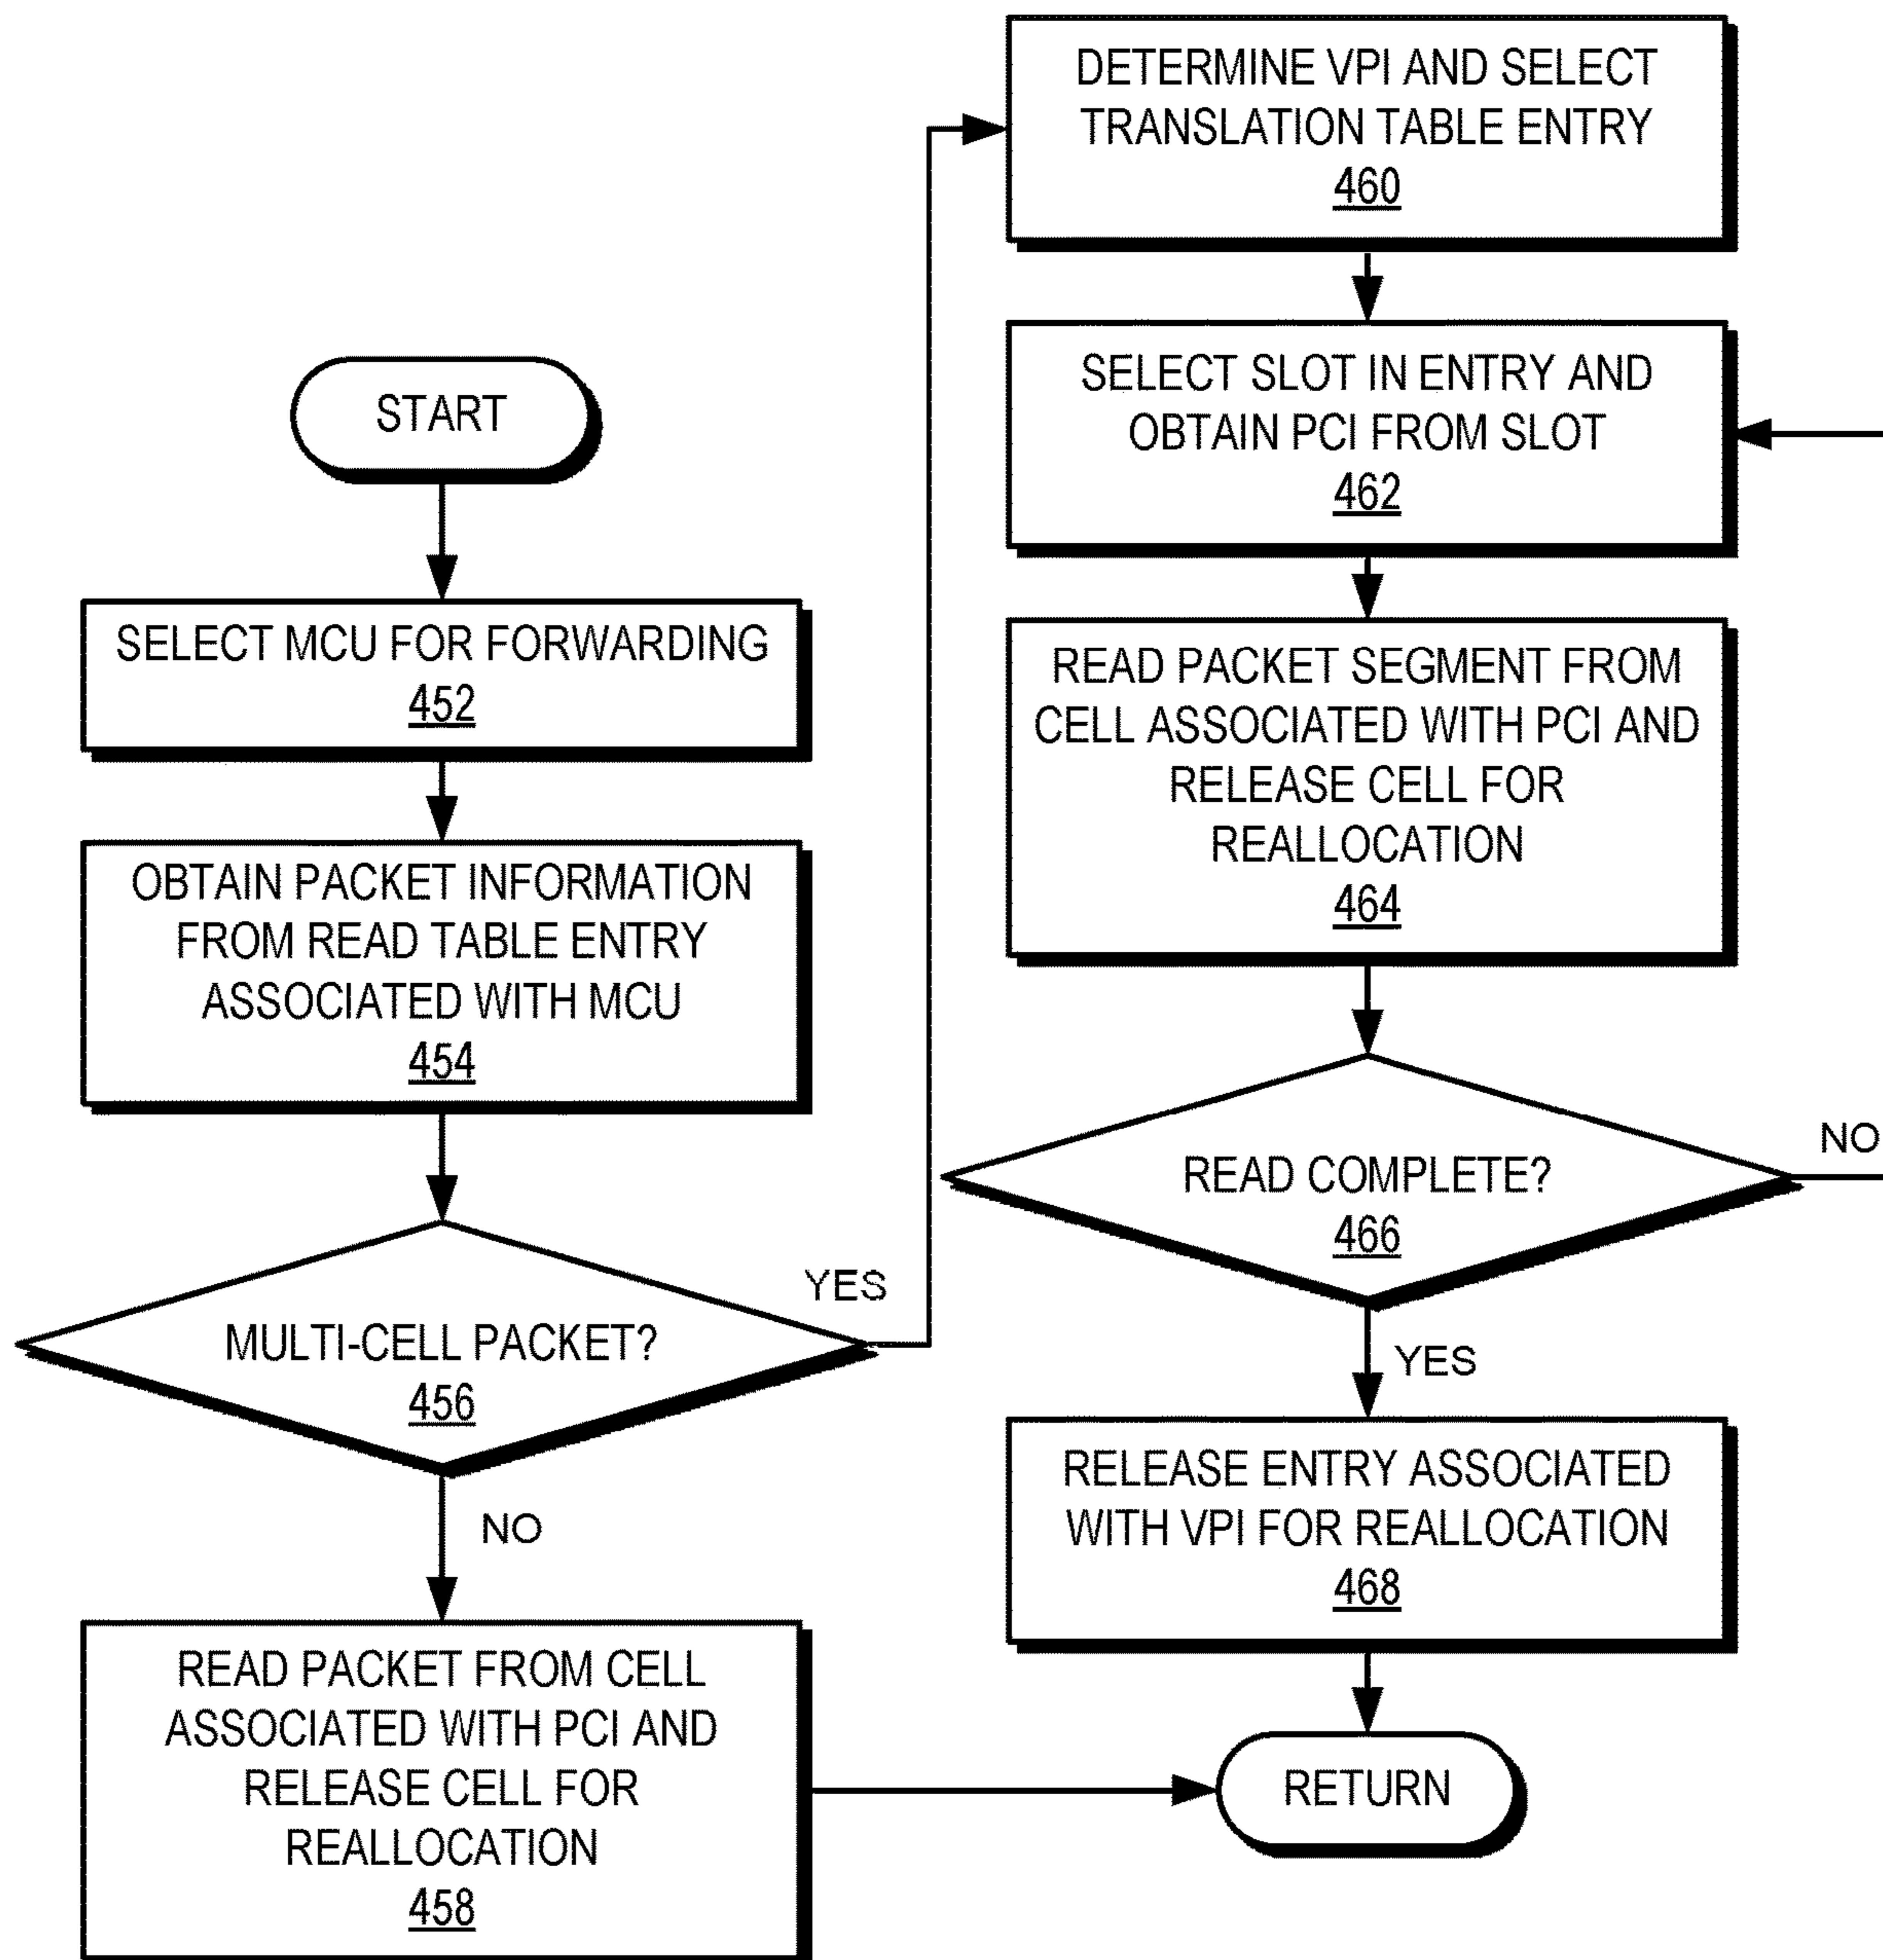 START
SELECT MCU FOR FORWARDING
452
OBTAIN PACKET INFORMATION
FROM READ TABLE ENTRY
ASSOCIATED WITH MCU
454
MULTI-CELL PACKET?
456
YES
NO
READ PACKET FROM CELL
ASSOCIATED WITH PCI AND
RELEASE CELL FOR
REALLOCATION
458
DETERMINE VPI AND SELECT
TRANSLATION TABLE ENTRY
460
SELECT SLOT IN ENTRY AND
OBTAIN PCI FROM SLOT
462
READ PACKET SEGMENT FROM
CELL ASSOCIATED WITH PCI AND
RELEASE CELL FOR
REALLOCATION
464
READ COMPLETE?
466
NO
YES
RELEASE ENTRY ASSOCIATED
WITH VPI FOR REALLOCATION
468
RETURN